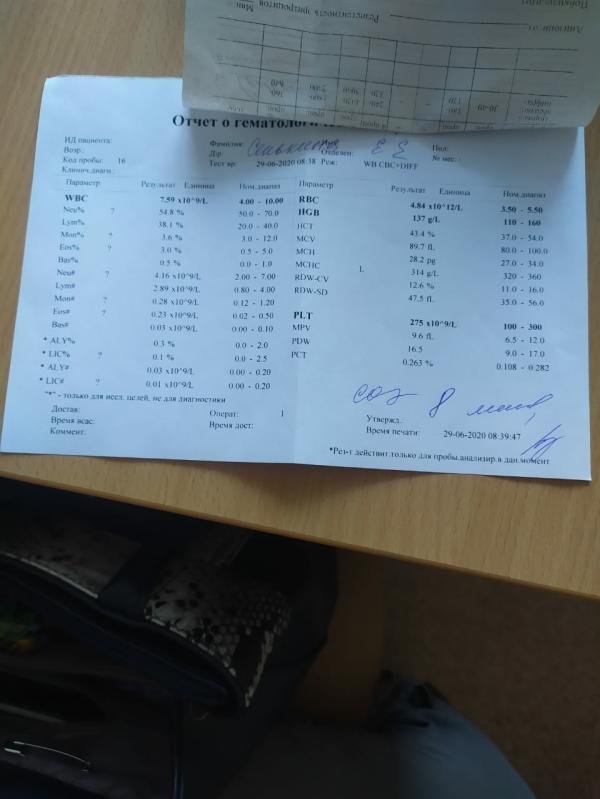 Отчет о гематологи
ИД пациента:
Фамилия:
Пол:
Возр.:
Д/р:
Отделен:
№ мес.:
Код пробы: 16
Тест вр: 29-06-2020 08:38
Реж: WB CBC+DIFF
Клинич.диагн.:
Параметр Результат Единица Ном.диапаз
WBC 7.59 x10^9/L 4.00 - 10.00
Neu% ? 54.8 % 50.0 - 70.0
Lym% 38.1 % 20.0 - 40.0
Mon% ? 3.6 % 3.0 - 12.0
Eos% ? 3.0 % 0.5 - 5.0
Bas% 0.5 % 0.0 - 1.0
Neu# ? 4.16 x10^9/L 2.00 - 7.00
Lym# 2.89 x10^9/L 0.80 - 4.00
Mon# ? 0.28 x10^9/L 0.12 - 1.20
Eos# ? 0.23 x10^9/L 0.02 - 0.50
Bas# 0.03 x10^9/L 0.00 - 0.10
* ALY% 0.3 % 0.0 - 2.0
* LIC% ? 0.1 % 0.0 - 2.5
* ALY# 0.03 x10^9/L 0.00 - 0.20
* LIC# ? 0.01 x10^9/L 0.00 - 0.20
Параметр Результат Единица Ном.диапаз
RBC 4.84 x10^12/L 3.50 - 5.50
HGB 137 g/L 110 - 160
HCT 43.4 % 37.0 - 54.0
MCV 89.7 fL 80.0 - 100.0
MCH 28.2 pg 27.0 - 34.0
MCHC L 314 g/L 320 - 360
RDW-CV 12.6 % 11.0 - 16.0
RDW-SD 47.5 fL 35.0 - 56.0
PLT 275 x10^9/L 100 - 300
MPV 9.6 fL 6.5 - 12.0
PDW 16.5 9.0 - 17.0
PCT 0.263 % 0.108 - 0.282
"*" - только для иссл. целей, не для диагностики
соэ 8 мм/ч
Достав:
Оператт: 1
Утвержд.:
Время всас:
Время дост:
Время печати: 29-06-2020 08:39:47
Коммент:
*Рез-т действит.только для пробы,анализир.в дан.момент